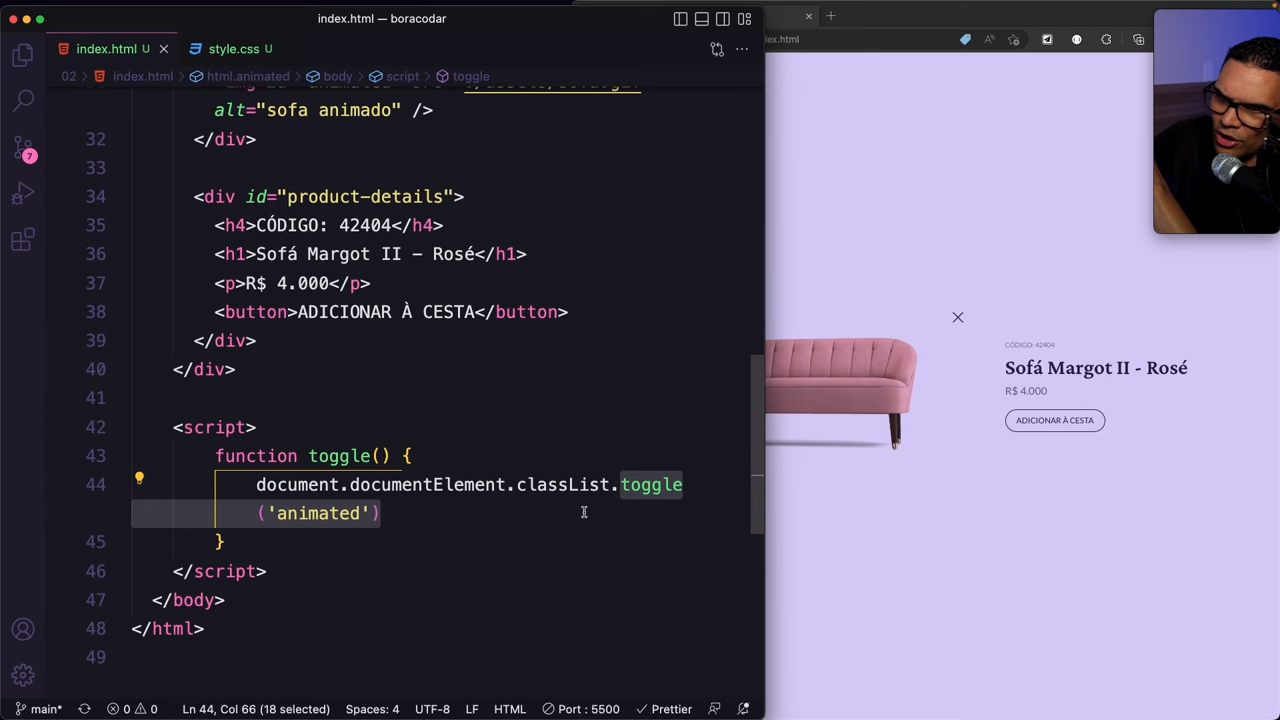 index.html — boracodar
index.html U
style.css U
02 > index.html > html.animated > body > script > toggle
alt="sofa animado" />
32 </div>
33
34 <div id="product-details">
35 <h4>CÓDIGO: 42404</h4>
36 <h1>Sofá Margot II - Rosé</h1>
37 <p>R$ 4.000</p>
38 <button>ADICIONAR À CESTA</button>
39 </div>
40 </div>
41
42 <script>
43 function toggle() {
44 document.documentElement.classList.toggle
('animated')
45 }
46 </script>
47 </body>
48 </html>
49
7
main*
0 0
Ln 44, Col 66 (18 selected)
Spaces: 4
UTF-8
LF
HTML
Port : 5500
Prettier
ex.html
CÓDIGO: 42404
Sofá Margot II - Rosé
R$ 4.000
ADICIONAR À CESTA